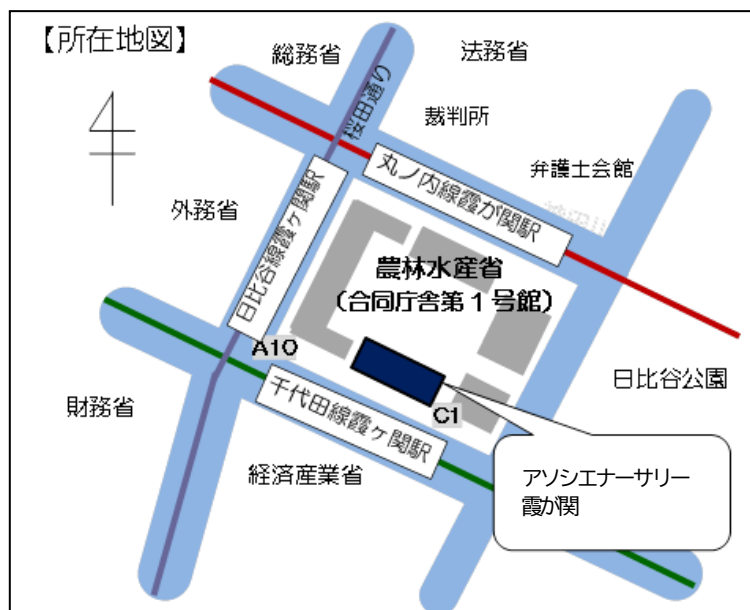 【所在地図】
総務省
法務省
桜田通り
裁判所
弁護士会館
丸ノ内線霞が関駅
外務省
日比谷線霞ヶ関駅
農林水産省
(合同庁舎第1号館)
A10
日比谷公園
財務省
千代田線霞ヶ関駅
C1
経済産業省
アソシエナーサリー
霞が関